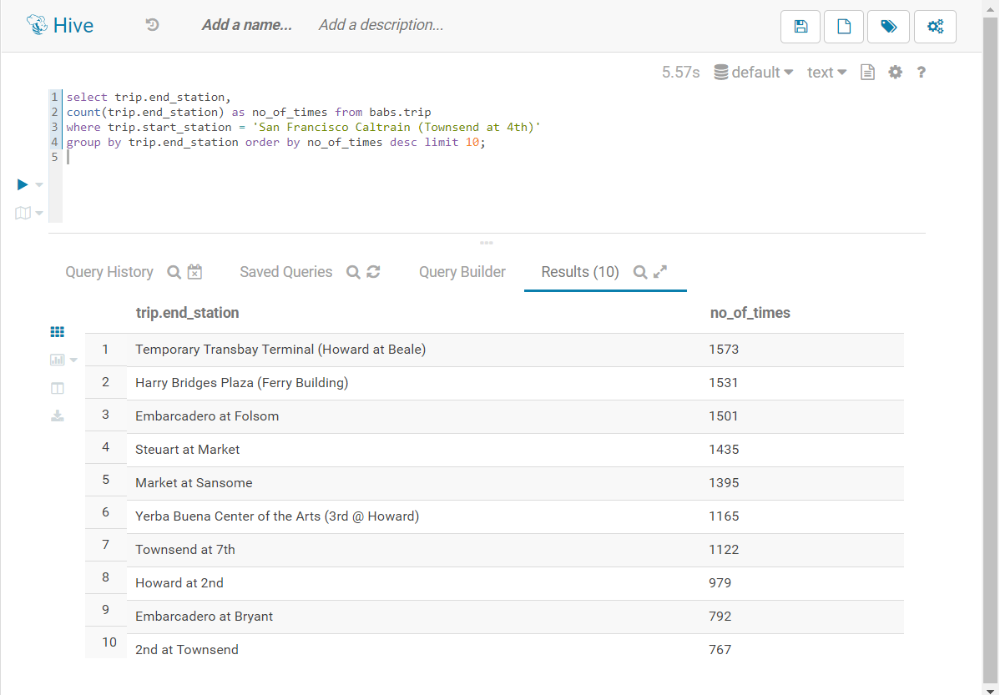 Hive Add a name... Add a description...
5.57s default text ?
1 select trip.end_station,
2 count(trip.end_station) as no_of_times from babs.trip
3 where trip.start_station = 'San Francisco Caltrain (Townsend at 4th)'
4 group by trip.end_station order by no_of_times desc limit 10;
5
Query History Saved Queries Query Builder Results (10)
trip.end_station no_of_times
1 Temporary Transbay Terminal (Howard at Beale) 1573
2 Harry Bridges Plaza (Ferry Building) 1531
3 Embarcadero at Folsom 1501
4 Steuart at Market 1435
5 Market at Sansome 1395
6 Yerba Buena Center of the Arts (3rd @ Howard) 1165
7 Townsend at 7th 1122
8 Howard at 2nd 979
9 Embarcadero at Bryant 792
10 2nd at Townsend 767